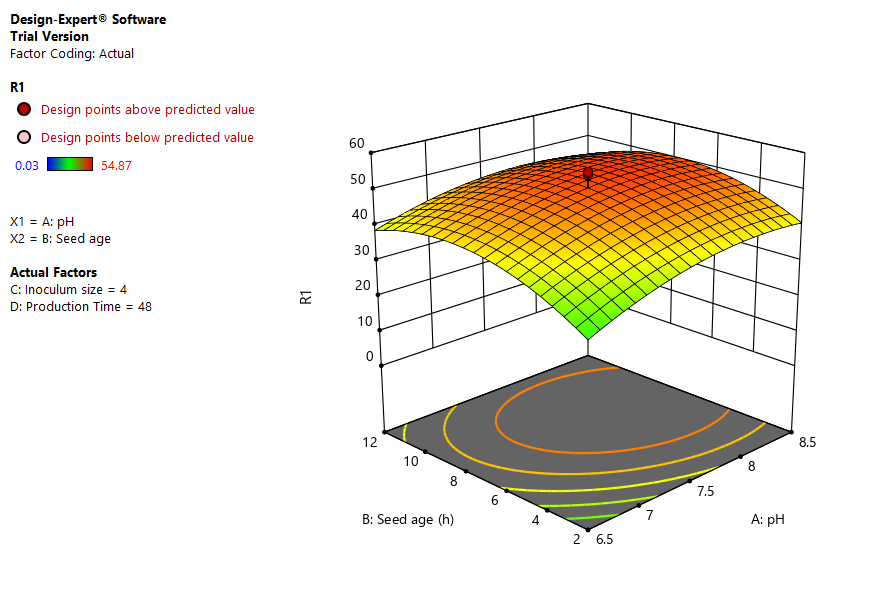 Design-Expert® Software
Trial Version
Factor Coding: Actual
R1
Design points above predicted value
Design points below predicted value
0.03 54.87
X1 = A: pH
X2 = B: Seed age
Actual Factors
C: Inoculum size = 4
D: Production Time = 48
60
50
40
30
20
10
0
R1
12
10
8
6
4
2
B: Seed age (h)
6.5
7
7.5
8
8.5
A: pH